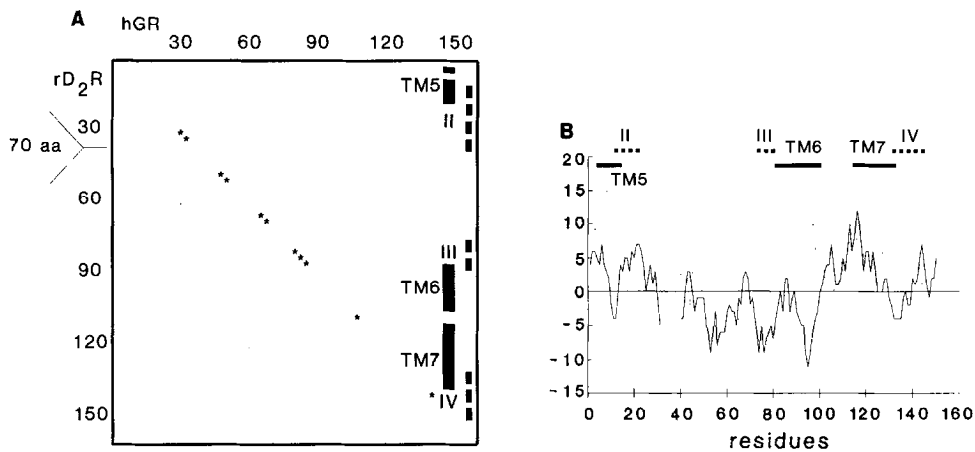 A
hGR
30 60 90 120 150
rD2R
2
30
70 aa
60
90
120
150
TM5
II
III
TM6
TM7
IV
* * * * * * * * * * *
B
II III IV
TM5 TM6 TM7
20
15
10
5
0
-5
-10
-15
0 20 40 60 80 100 120 140 160
residues